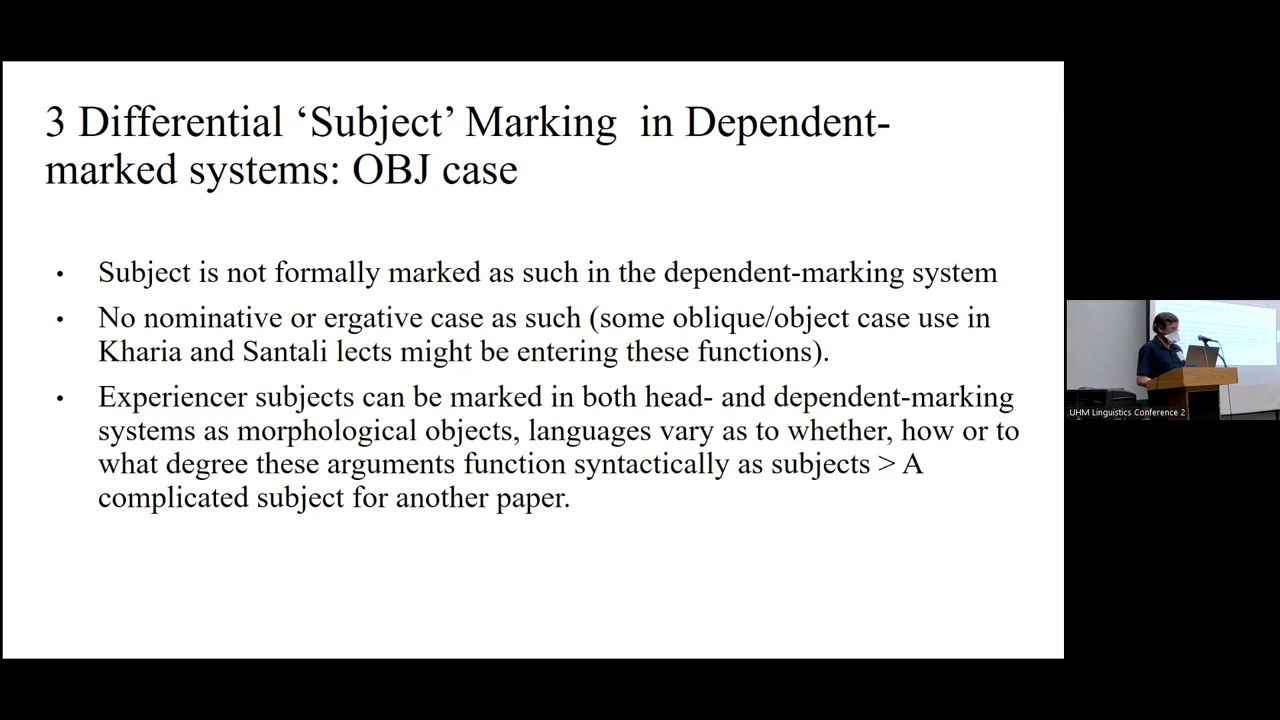 3 Differential ‘Subject’ Marking in Dependent-
marked systems: OBJ case
• Subject is not formally marked as such in the dependent-marking system
• No nominative or ergative case as such (some oblique/object case use in
Kharia and Santali lects might be entering these functions).
• Experiencer subjects can be marked in both head- and dependent-marking
systems as morphological objects, languages vary as to whether, how or to
what degree these arguments function syntactically as subjects > A
complicated subject for another paper.
UHM Linguistics Conference 2